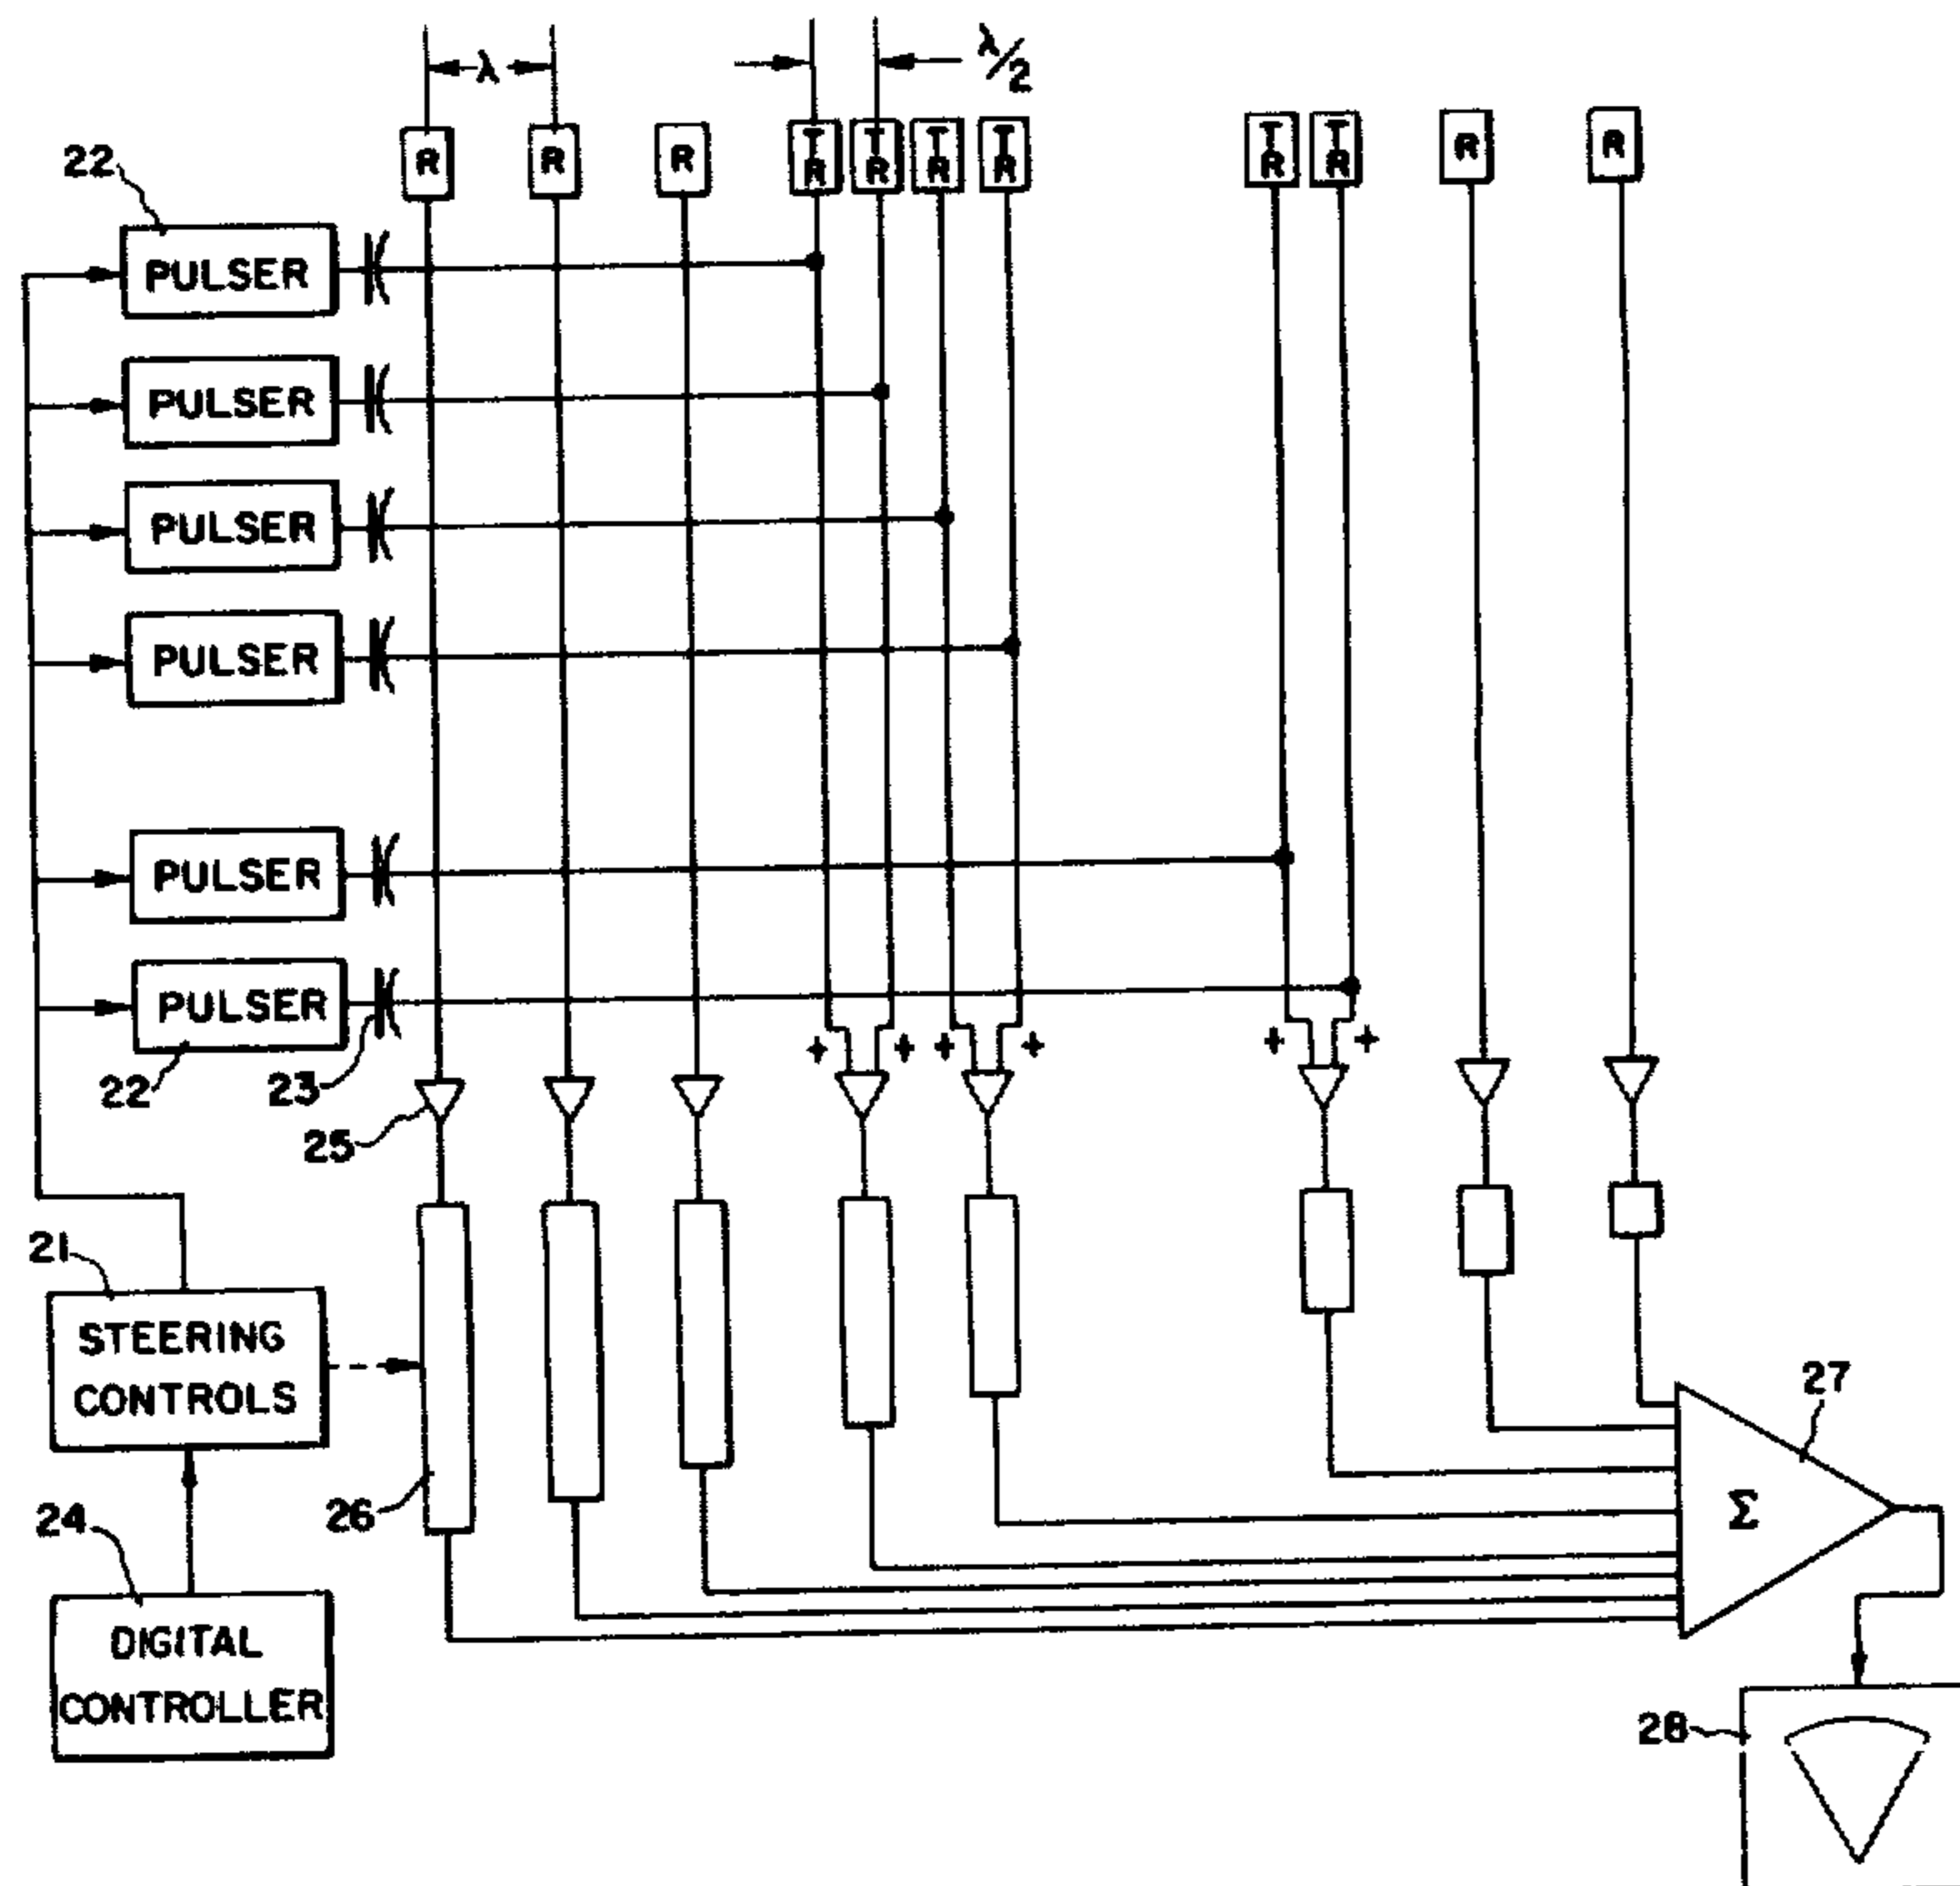 λ
λ/2
R
R
R
T
R
T
R
T
R
T
R
T
R
T
R
R
R
22
PULSER
PULSER
PULSER
PULSER
PULSER
PULSER
22
23
+ + + + + +
25
21
STEERING
CONTROLS
26
27
Σ
24
DIGITAL
CONTROLLER
28